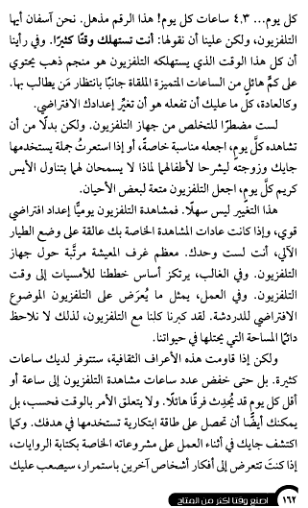 كل يوم... ٤.٣ ساعات كل يوم! هذا الرقم مذهل. نحن آسفان أيها
التلفزيون، ولكن علينا أن نقولها: أنت تستهلك وقتًا كثيرًا. وفي رأينا
أن كل هذا الوقت الذي يستهلكه التلفزيون هو منجم ذهب يحتوي
على كمٍّ هائلٍ من الساعات المتميزة الملقاة جانبًا بانتظار مَن يطالب بها.
وكالعادة، كل ما عليك أن تفعله هو أن تغيِّر إعدادك الافتراضي.
لست مضطرًّا للتخلص من جهاز التلفزيون. ولكن بدلًا من أن
تشاهده كلَّ يومٍ، اجعله مناسبة خاصةً، أو إذا استعرتُ جملة يستخدمها
جايك وزوجته ليشرحا لأطفالهما لماذا لا يسمحان لهما بتناول الآيس
كريم كلَّ يومٍ، اجعل التلفزيون متعة لبعض الأحيان.
هذا التغيير ليس سهلًا. فمشاهدة التلفزيون يوميًّا إعداد افتراضي
قوي، وإذا كانت عادات المشاهدة الخاصة بك عالقة على وضع الطيار
الآلي، أنت لست وحدك. معظم غرف المعيشة مرتَّبة حول جهاز
التلفزيون. وفي الغالب، يرتكز أساس خططنا للأمسيات إلى وقت
التلفزيون. وفي العمل، يمثل ما يُعرَض على التلفزيون الموضوع
الافتراضي للدردشة. لقد كبرنا كلنا مع التلفزيون، لذلك لا نلاحظ
دائمًا المساحة التي يحتلها في حيواتنا.
ولكن إذا قاومت هذه الأعراف الثقافية، ستتوفر لديك ساعات
كثيرة. بل حتى خفض عدد ساعات مشاهدة التلفزيون إلى ساعة أو
أقل كل يومٍ قد يُحدِث فرقًا هائلًا. ولا يتعلق الأمر بالوقت فحسب، بل
يمكنك أيضًا أن تحصل على طاقة ابتكارية تستخدمها في هدفك. وكما
اكتشف جايك في أثناء العمل على مشروعاته الخاصة بكتابة الروايات،
إذا كنتَ تتعرض إلى أفكار أشخاص آخرين باستمرار، سيصعب عليك
١٦٢ اصنع وقتا أكثر من المتاح